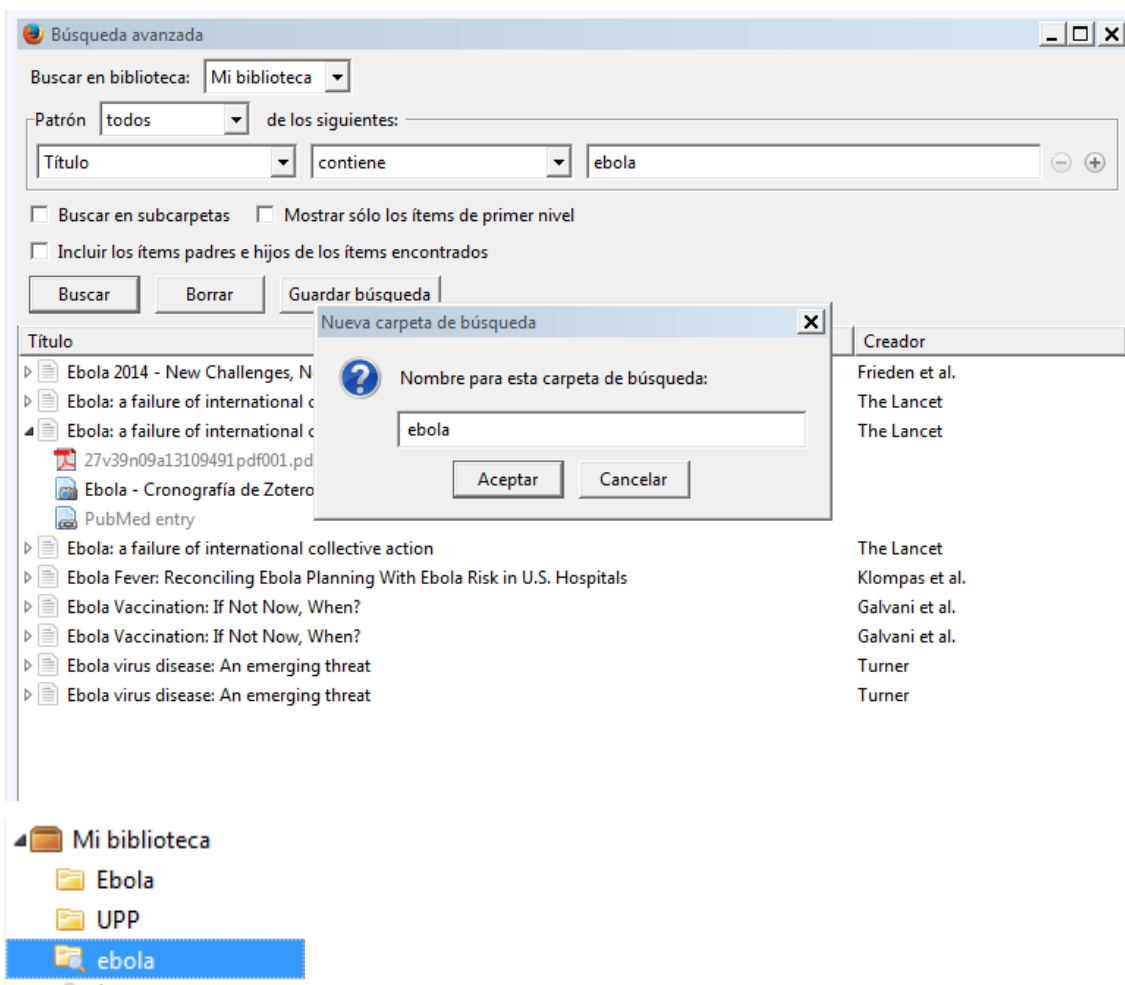 Búsqueda avanzada
Buscar en biblioteca: Mi biblioteca
Patrón todos de los siguientes:
Título contiene ebola
Buscar en subcarpetas Mostrar sólo los ítems de primer nivel
Incluir los ítems padres e hijos de los ítems encontrados
Buscar Borrar Guardar búsqueda
Nueva carpeta de búsqueda
Nombre para esta carpeta de búsqueda:
ebola
Aceptar Cancelar
Título Creador
Ebola 2014 - New Challenges, N Frieden et al.
Ebola: a failure of international c The Lancet
Ebola: a failure of international c The Lancet
27v39n09a13109491pdf001.pd
Ebola - Cronografía de Zotero
PubMed entry
Ebola: a failure of international collective action The Lancet
Ebola Fever: Reconciling Ebola Planning With Ebola Risk in U.S. Hospitals Klompas et al.
Ebola Vaccination: If Not Now, When? Galvani et al.
Ebola Vaccination: If Not Now, When? Galvani et al.
Ebola virus disease: An emerging threat Turner
Ebola virus disease: An emerging threat Turner
Mi biblioteca
Ebola
UPP
ebola